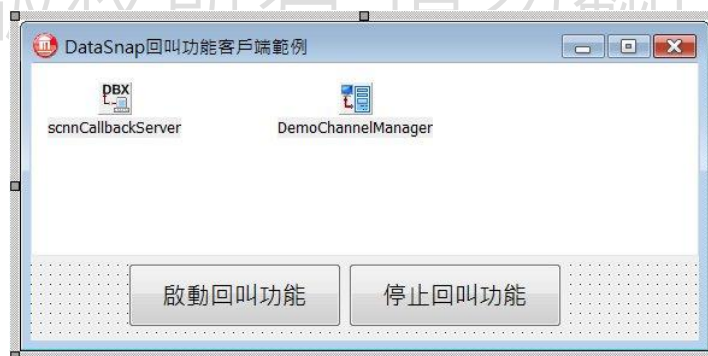 DataSnap回叫功能客戶端範例
DBX
scnnCallbackServer
DemoChannelManager
啟動回叫功能
停止回叫功能